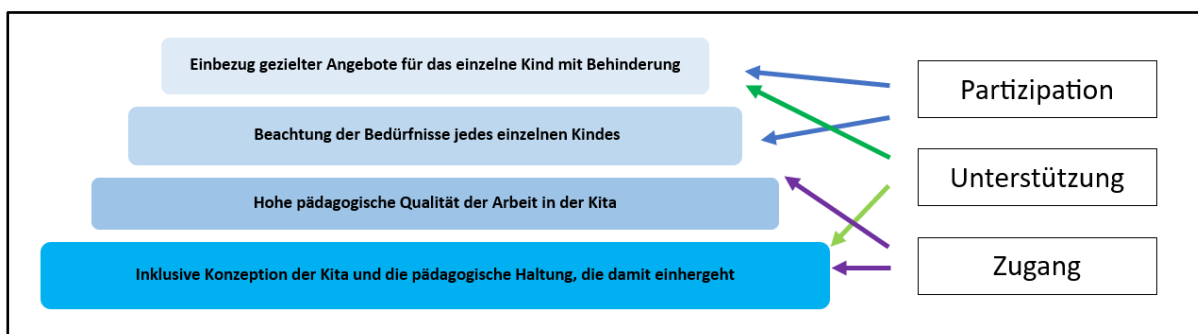 Einbezug gezielter Angebote für das einzelne Kind mit Behinderung
Beachtung der Bedürfnisse jedes einzelnen Kindes
Hohe pädagogische Qualität der Arbeit in der Kita
Inklusive Konzeption der Kita und die pädagogische Haltung, die damit einhergeht
Partizipation
Unterstützung
Zugang